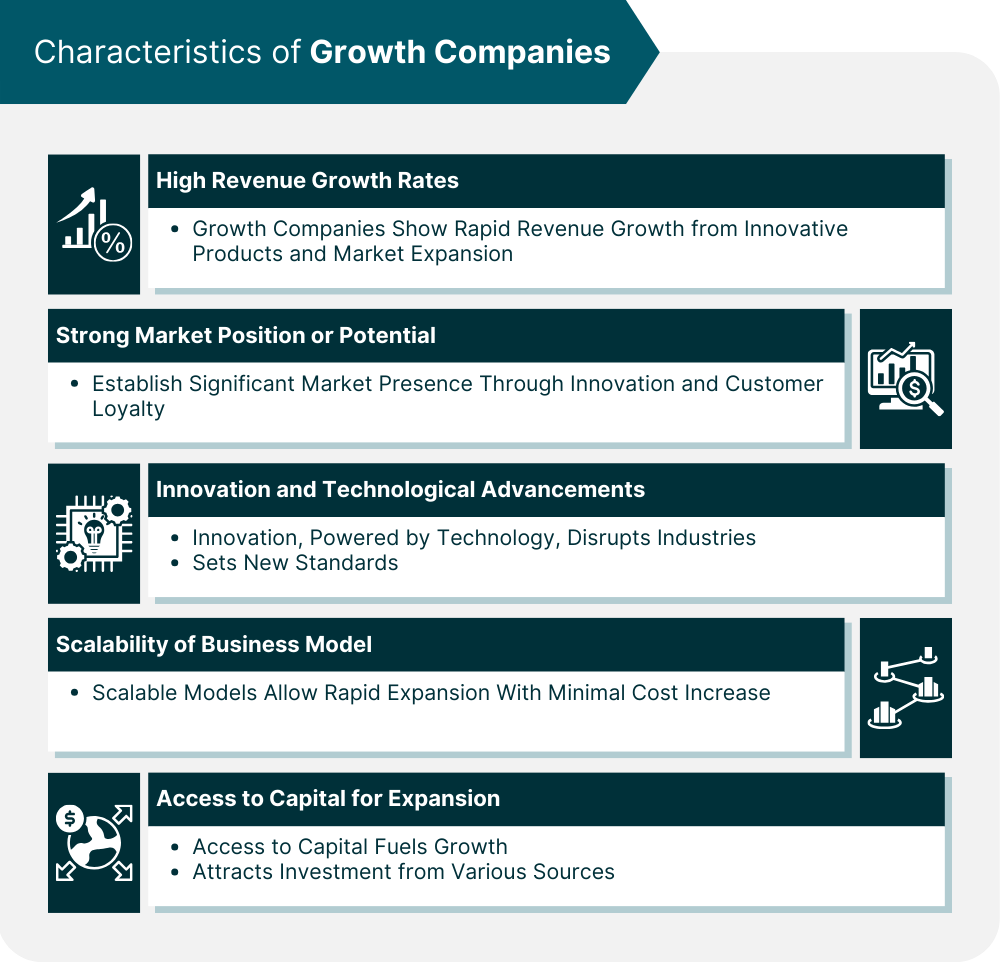 Characteristics of Growth Companies
High Revenue Growth Rates
%
• Growth Companies Show Rapid Revenue Growth from Innovative
Products and Market Expansion
Strong Market Position or Potential
• Establish Significant Market Presence Through Innovation and Customer
Loyalty
$
Innovation and Technological Advancements
• Innovation, Powered by Technology, Disrupts Industries
• Sets New Standards
Scalability of Business Model
• Scalable Models Allow Rapid Expansion With Minimal Cost Increase
Access to Capital for Expansion
$
• Access to Capital Fuels Growth
• Attracts Investment from Various Sources